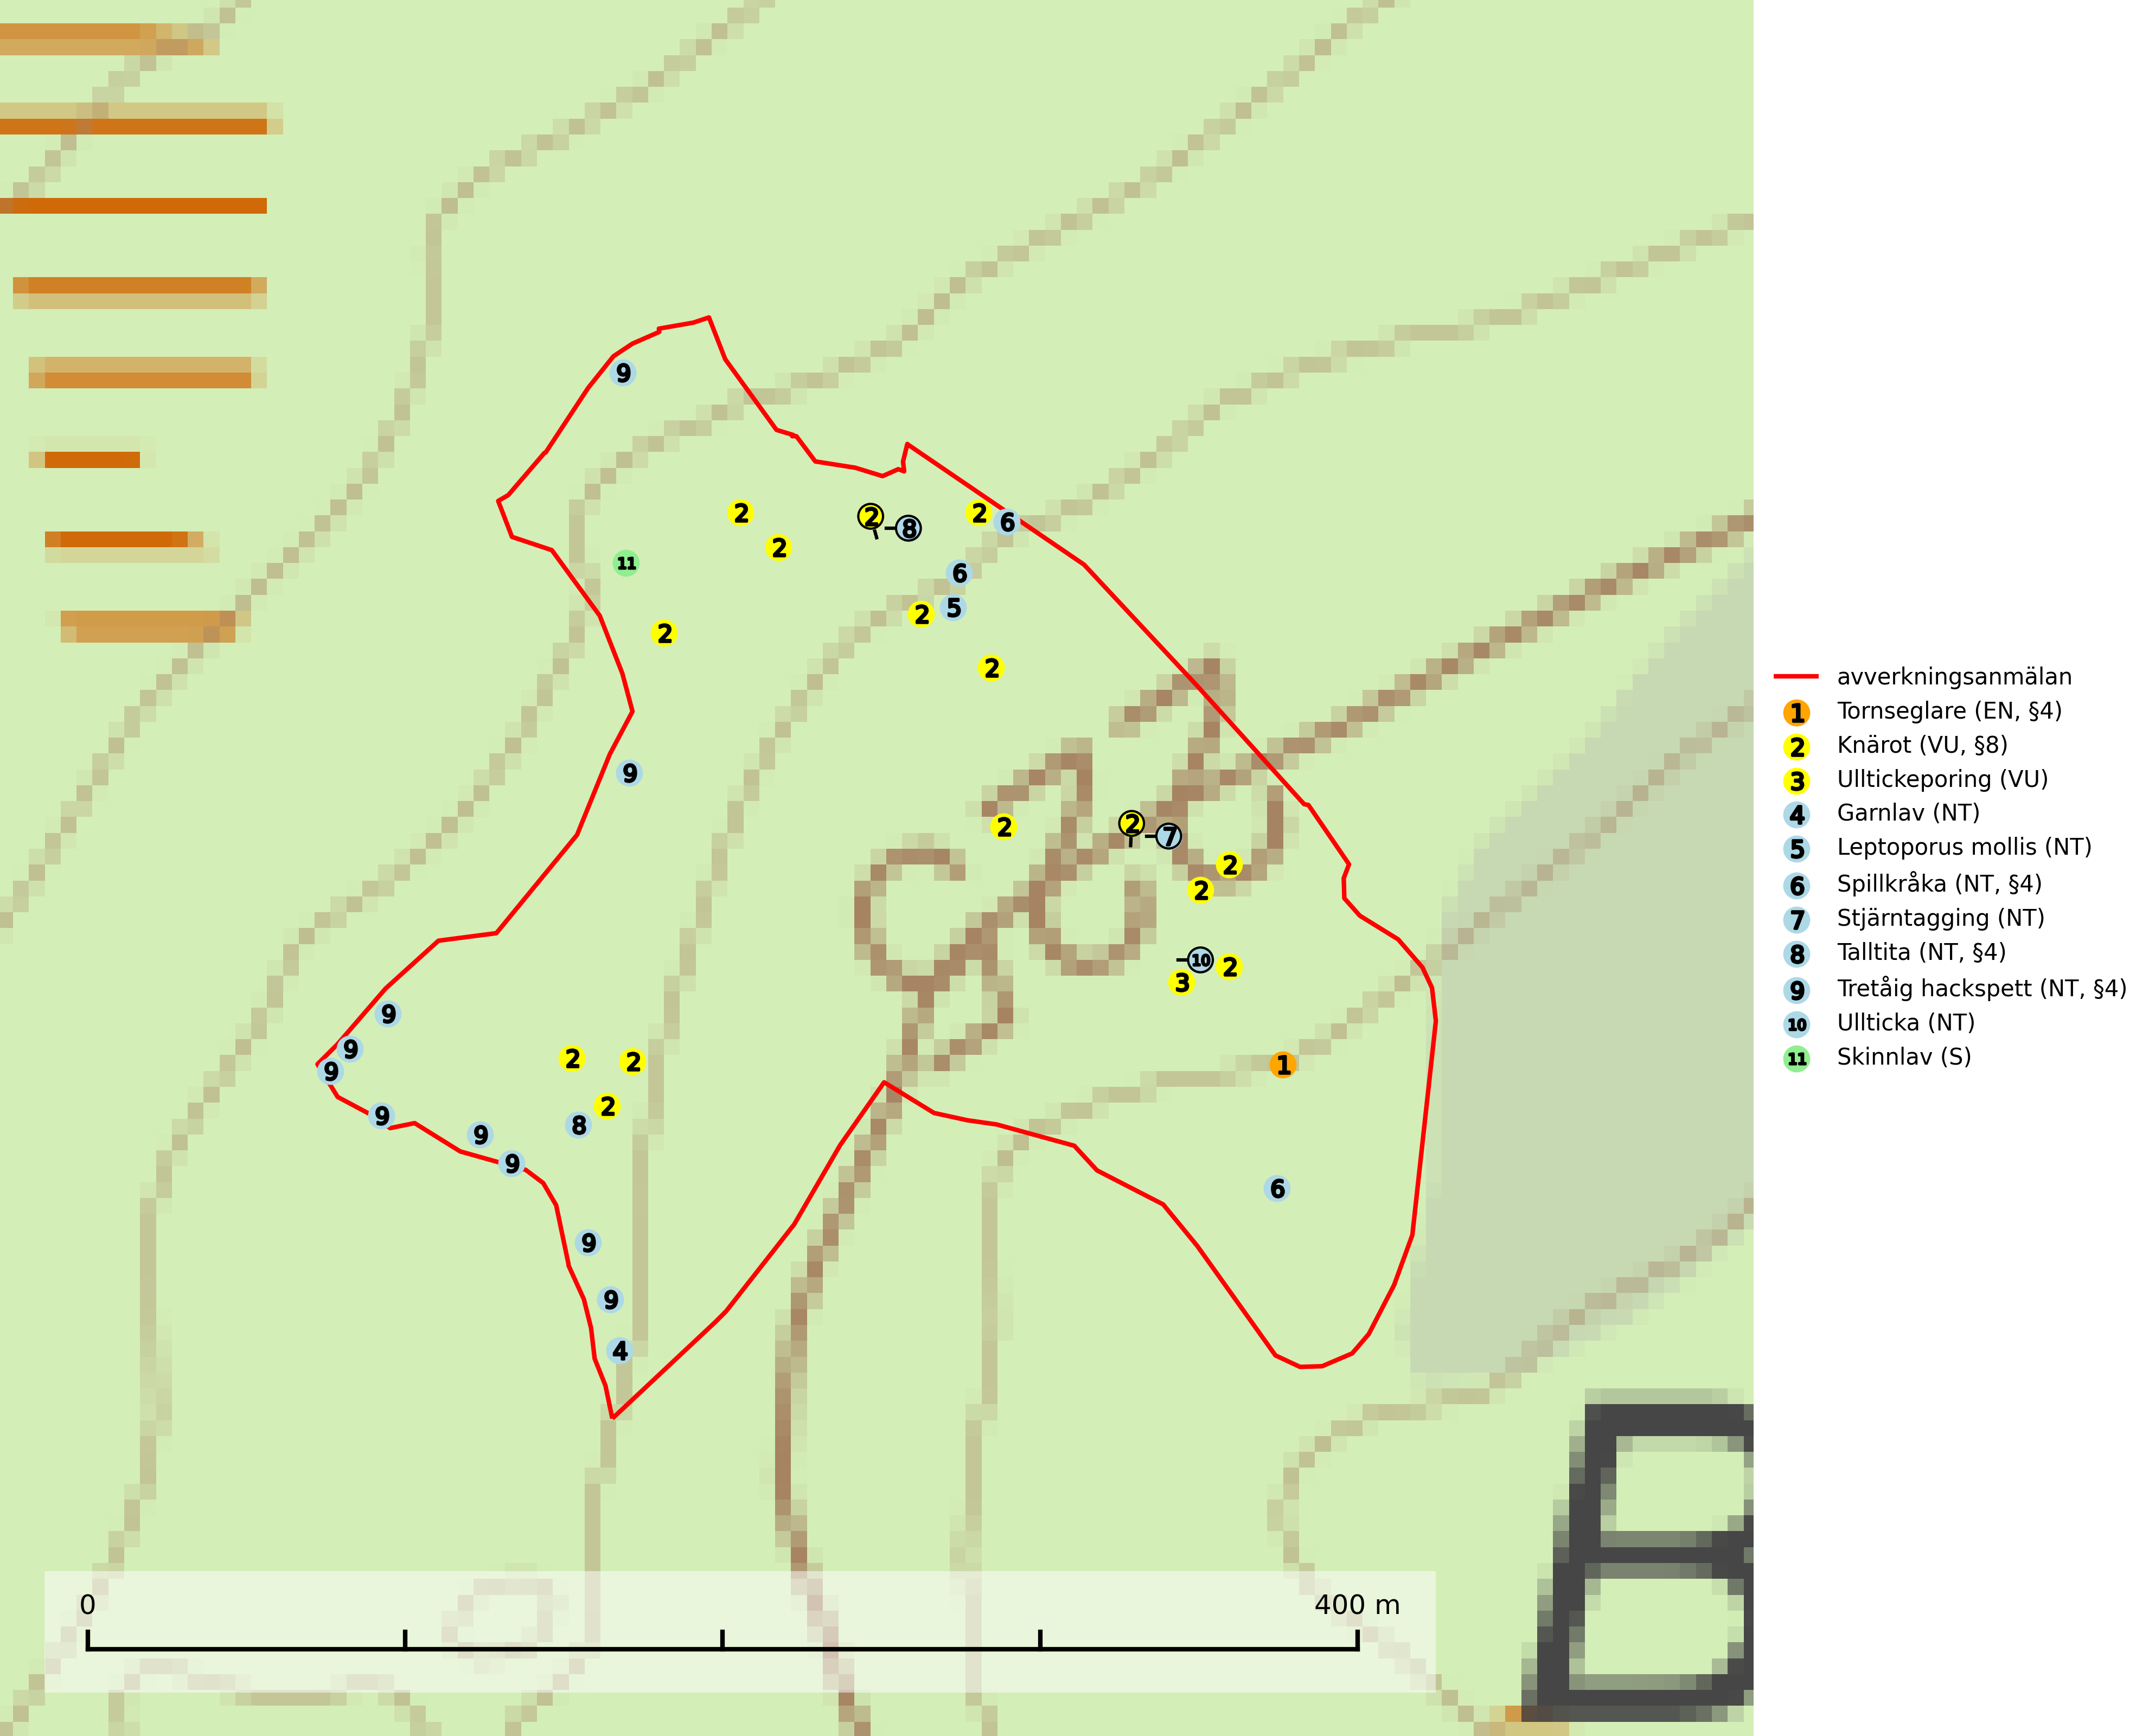 9
2
2
8
2
6
2
11
6
5
2
2
2
2
2
7
2
2
10
2
3
9
9
9
9
2
2
1
2
8
9
9
9
6
9
9
4
0
400 m
avverkningsanmälan
1 Tornseglare (EN, §4)
2 Knärot (VU, §8)
3 Ulltickeporing (VU)
4 Garnlav (NT)
5 Leptoporus mollis (NT)
6 Spillkråka (NT, §4)
7 Stjärntagging (NT)
8 Talltita (NT, §4)
9 Tretåig hackspett (NT, §4)
10 Ullticka (NT)
11 Skinnlav (S)